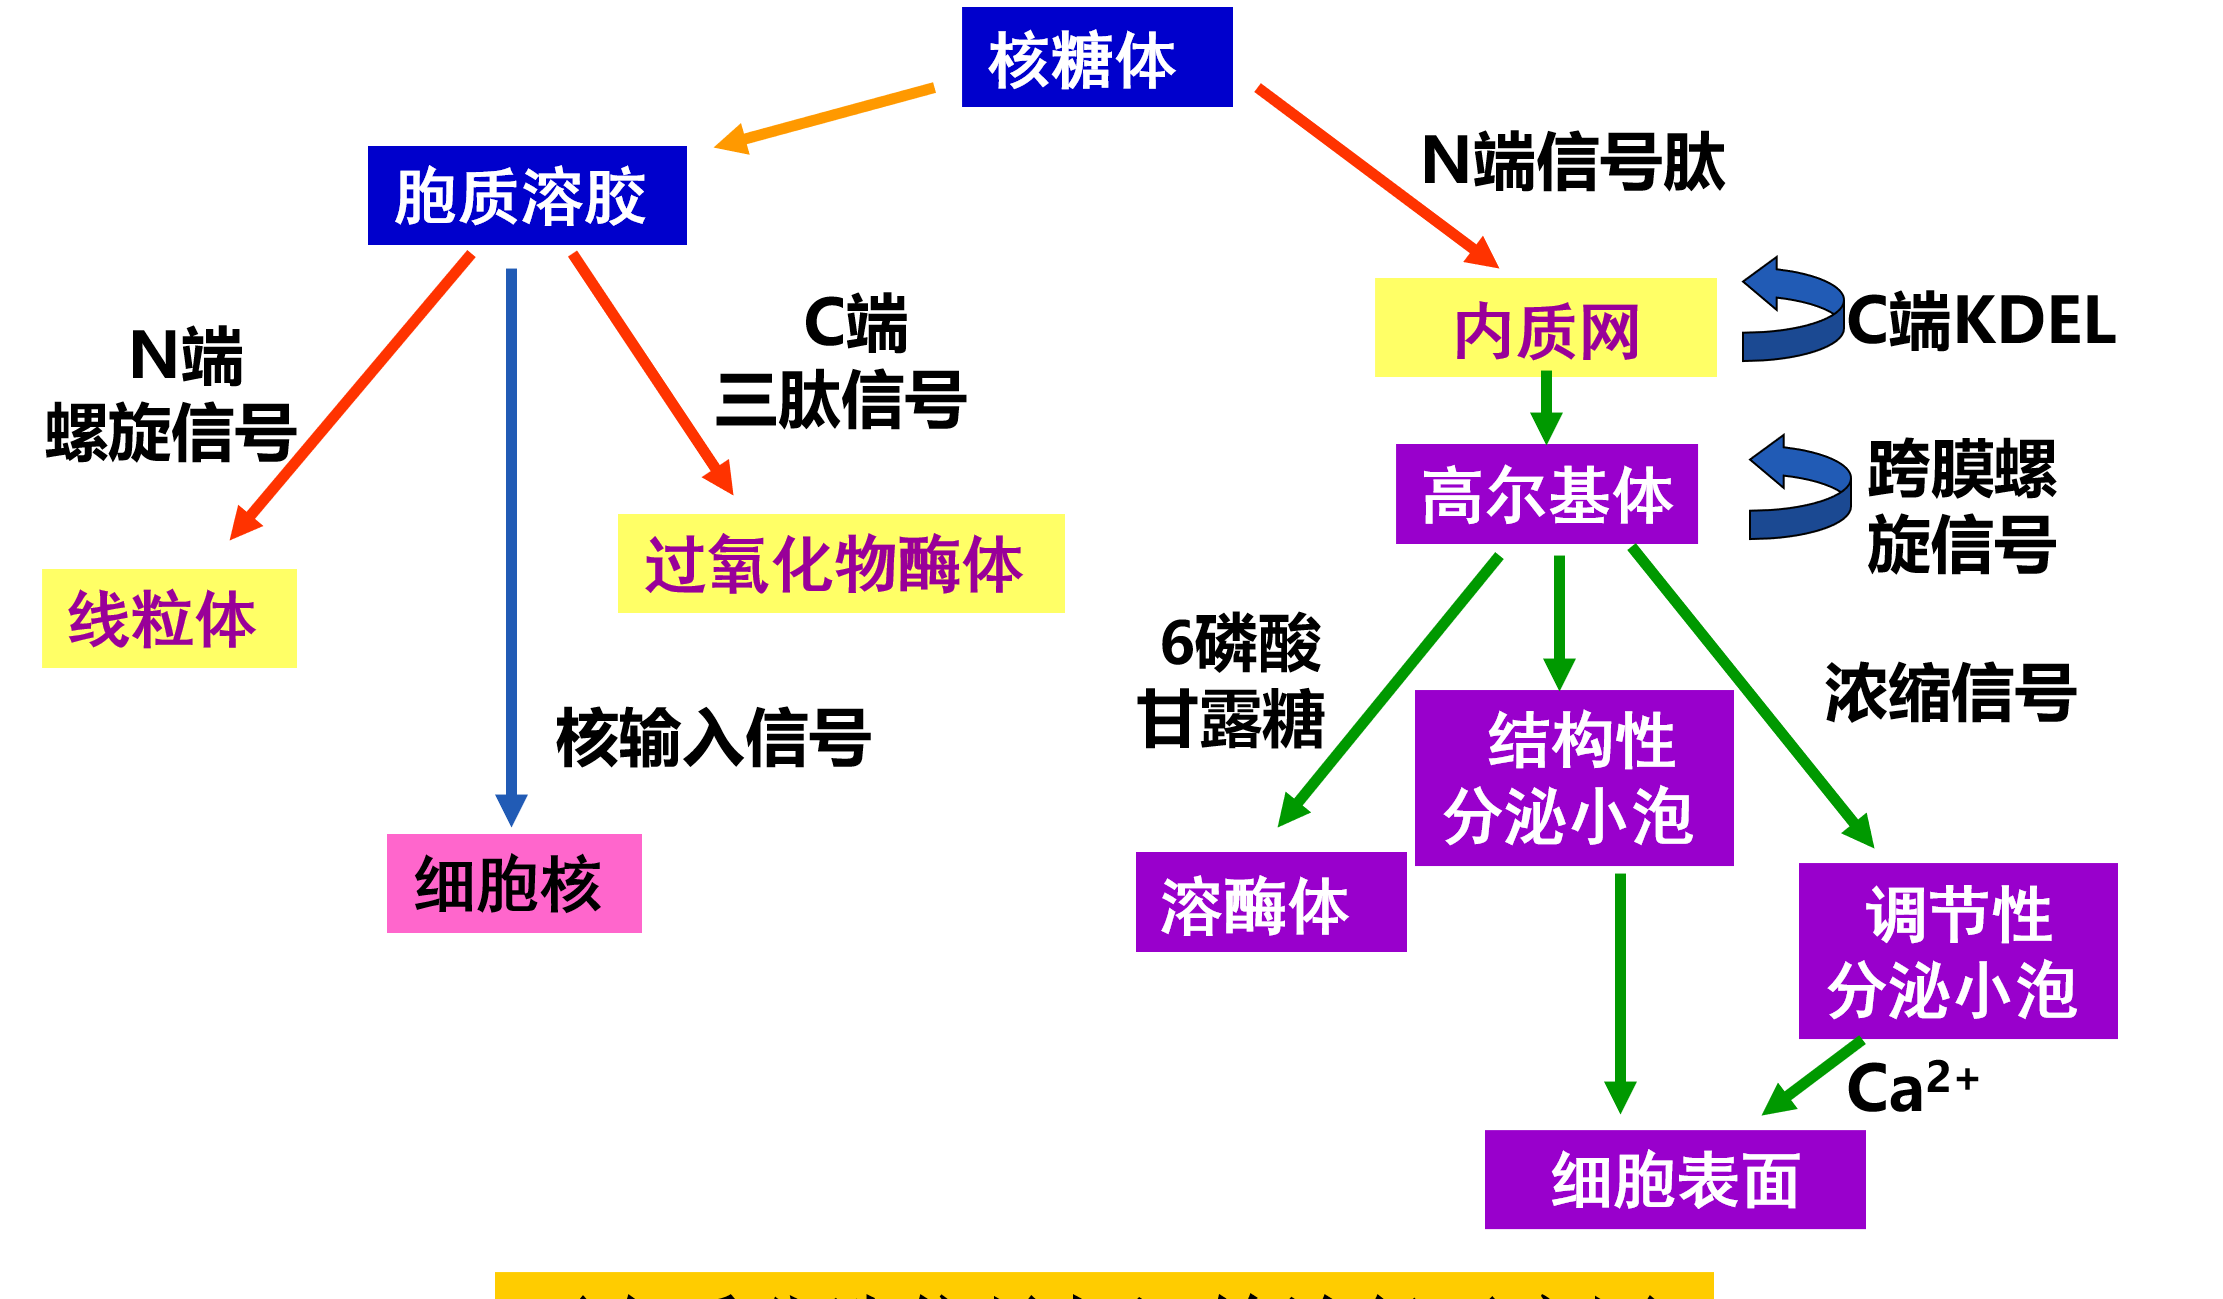 核糖体
胞质溶胶
N端信号肽
内质网
C端KDEL
N端
螺旋信号
C端
三肽信号
高尔基体
跨膜螺
旋信号
过氧化物酶体
线粒体
6磷酸
甘露糖
浓缩信号
核输入信号
结构性
分泌小泡
细胞核
溶酶体
调节性
分泌小泡
Ca²⁺
细胞表面